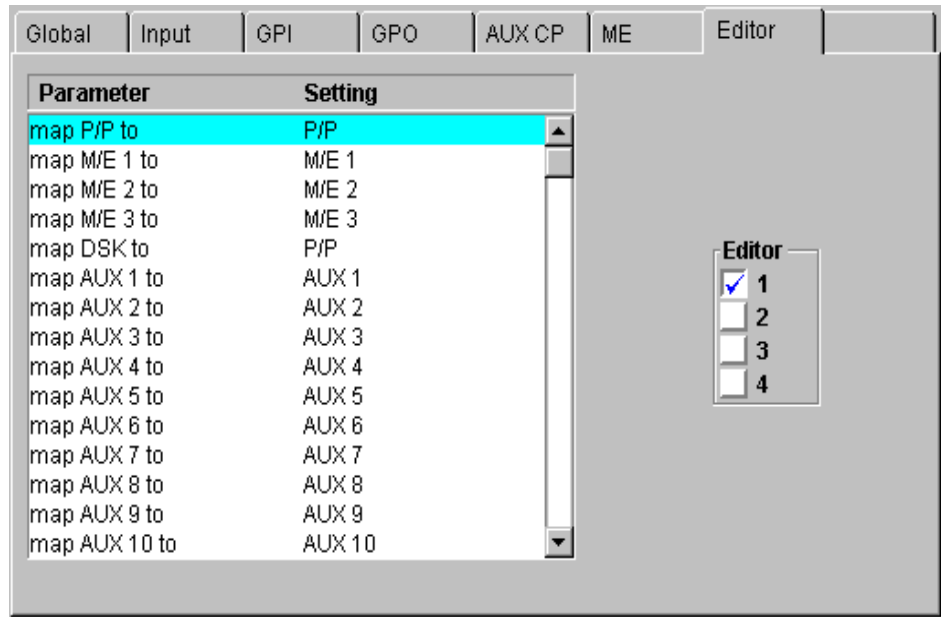 Global Input GPI GPO AUX CP ME Editor
Parameter Setting
map P/P to P/P
map M/E 1 to M/E 1
map M/E 2 to M/E 2
map M/E 3 to M/E 3
map DSK to P/P
map AUX 1 to AUX 1
map AUX 2 to AUX 2
map AUX 3 to AUX 3
map AUX 4 to AUX 4
map AUX 5 to AUX 5
map AUX 6 to AUX 6
map AUX 7 to AUX 7
map AUX 8 to AUX 8
map AUX 9 to AUX 9
map AUX 10 to AUX 10
Editor
1
2
3
4